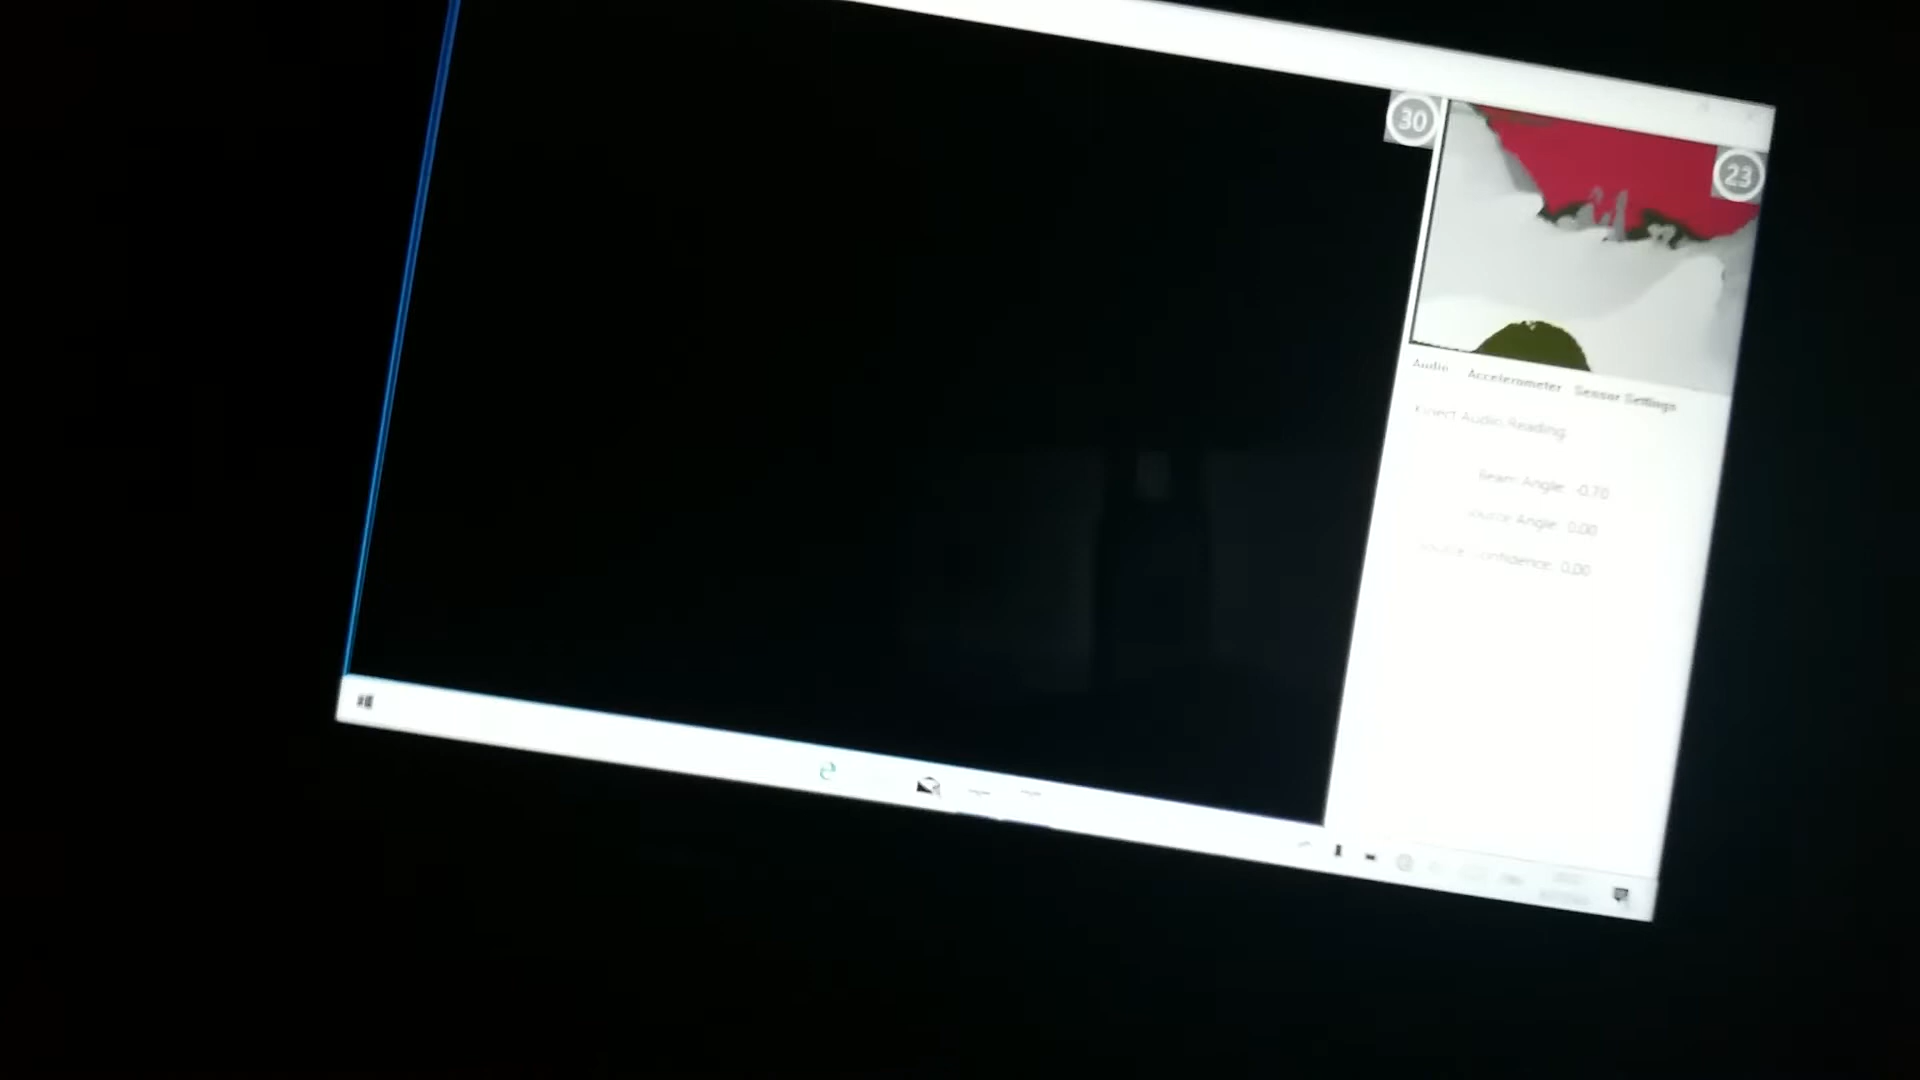 30
23
Audio Accelerometer Sensor Settings
Kinect Audio Reading
Beam Angle: -0.70
Source Angle: 0.00
Source Confidence: 0.00